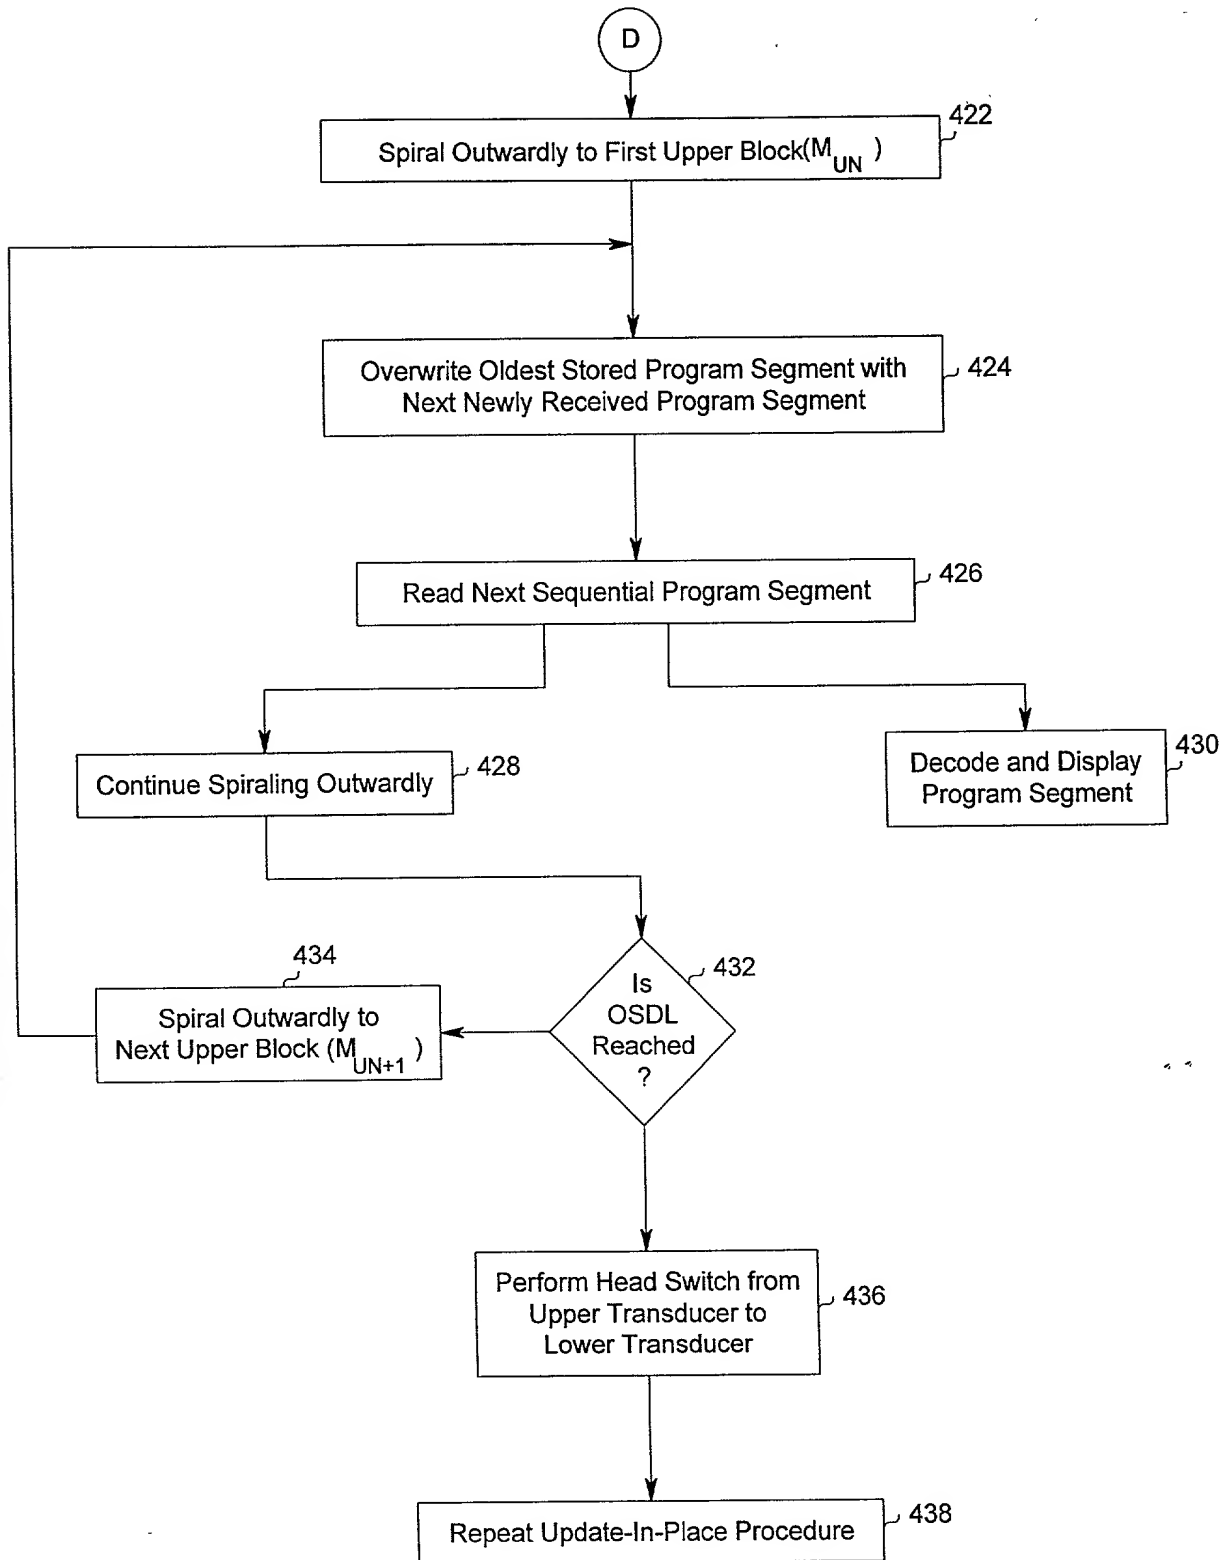 D
422
Spiral Outwardly to First Upper Block(M_UN )
Overwrite Oldest Stored Program Segment with
Next Newly Received Program Segment
424
Read Next Sequential Program Segment
426
Continue Spiraling Outwardly
428
Decode and Display
Program Segment
430
434
Spiral Outwardly to
Next Upper Block (M_UN+1 )
Is
OSDL
Reached
?
432
Perform Head Switch from
Upper Transducer to
Lower Transducer
436
Repeat Update-In-Place Procedure
438